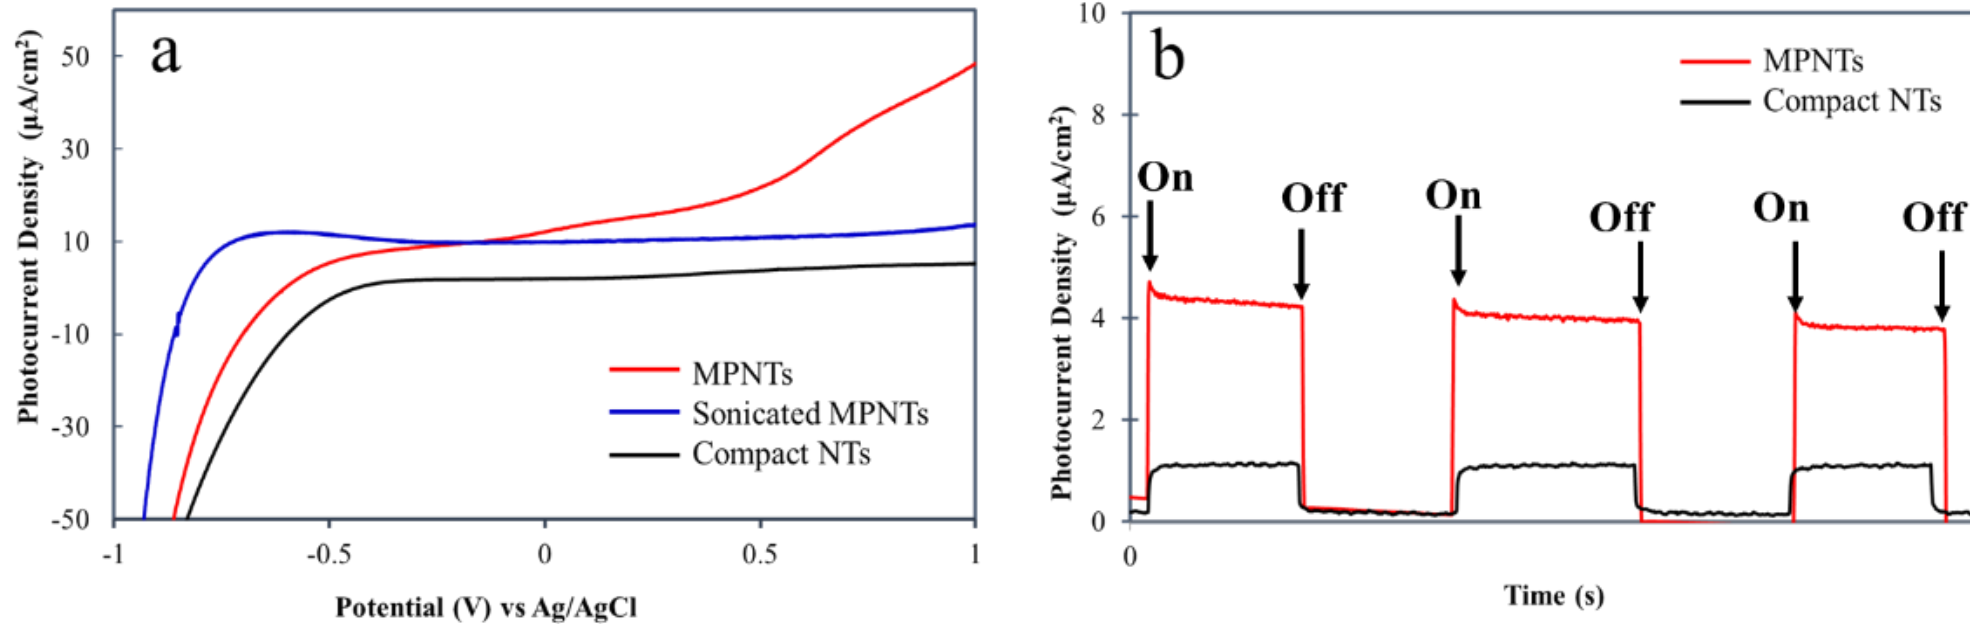 a
Photocurrent Density (μA/cm²)
50
30
10
-10
-30
-50
MPNTs
Sonicated MPNTs
Compact NTs
-1
-0.5
0
0.5
1
Potential (V) vs Ag/AgCl
b
Photocurrent Density (μA/cm²)
10
8
6
4
2
0
MPNTs
Compact NTs
On
Off
On
Off
On
Off
0
Time (s)